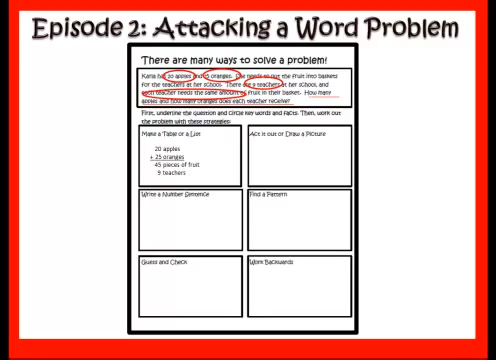 Episode 2: Attacking a Word Problem
There are many ways to solve a problem!
Karla has 20 apples and 25 oranges. She needs to put the fruit into baskets
for the teachers at her school. There are 9 teachers at her school, and
each teacher needs the same amount of fruit in their basket. How many
apples and how many oranges does each teacher receive?
First, underline the question and circle key words and facts. Then, work out
the problem with these strategies:
Make a Table or a List
Act it out or Draw a Picture
20 apples
+ 25 oranges
45 pieces of fruit
9 teachers
Write a Number Sentence
Find a Pattern
Guess and Check
Work Backwards